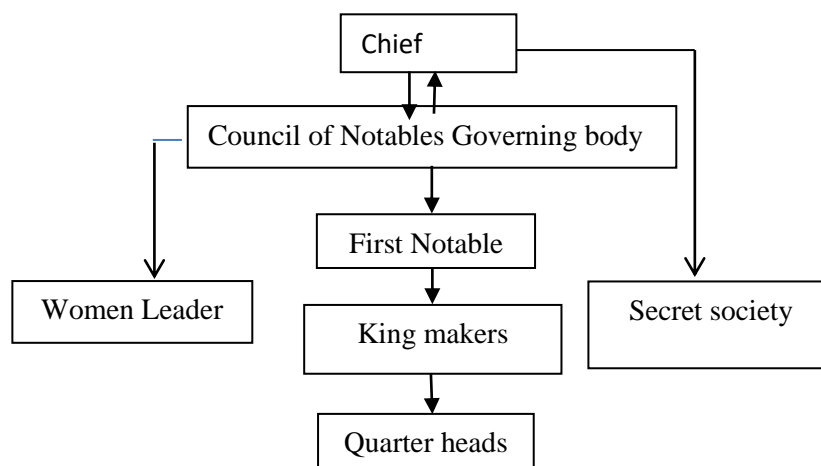 Chief
Council of Notables Governing body
First Notable
Women Leader
Secret society
King makers
Quarter heads